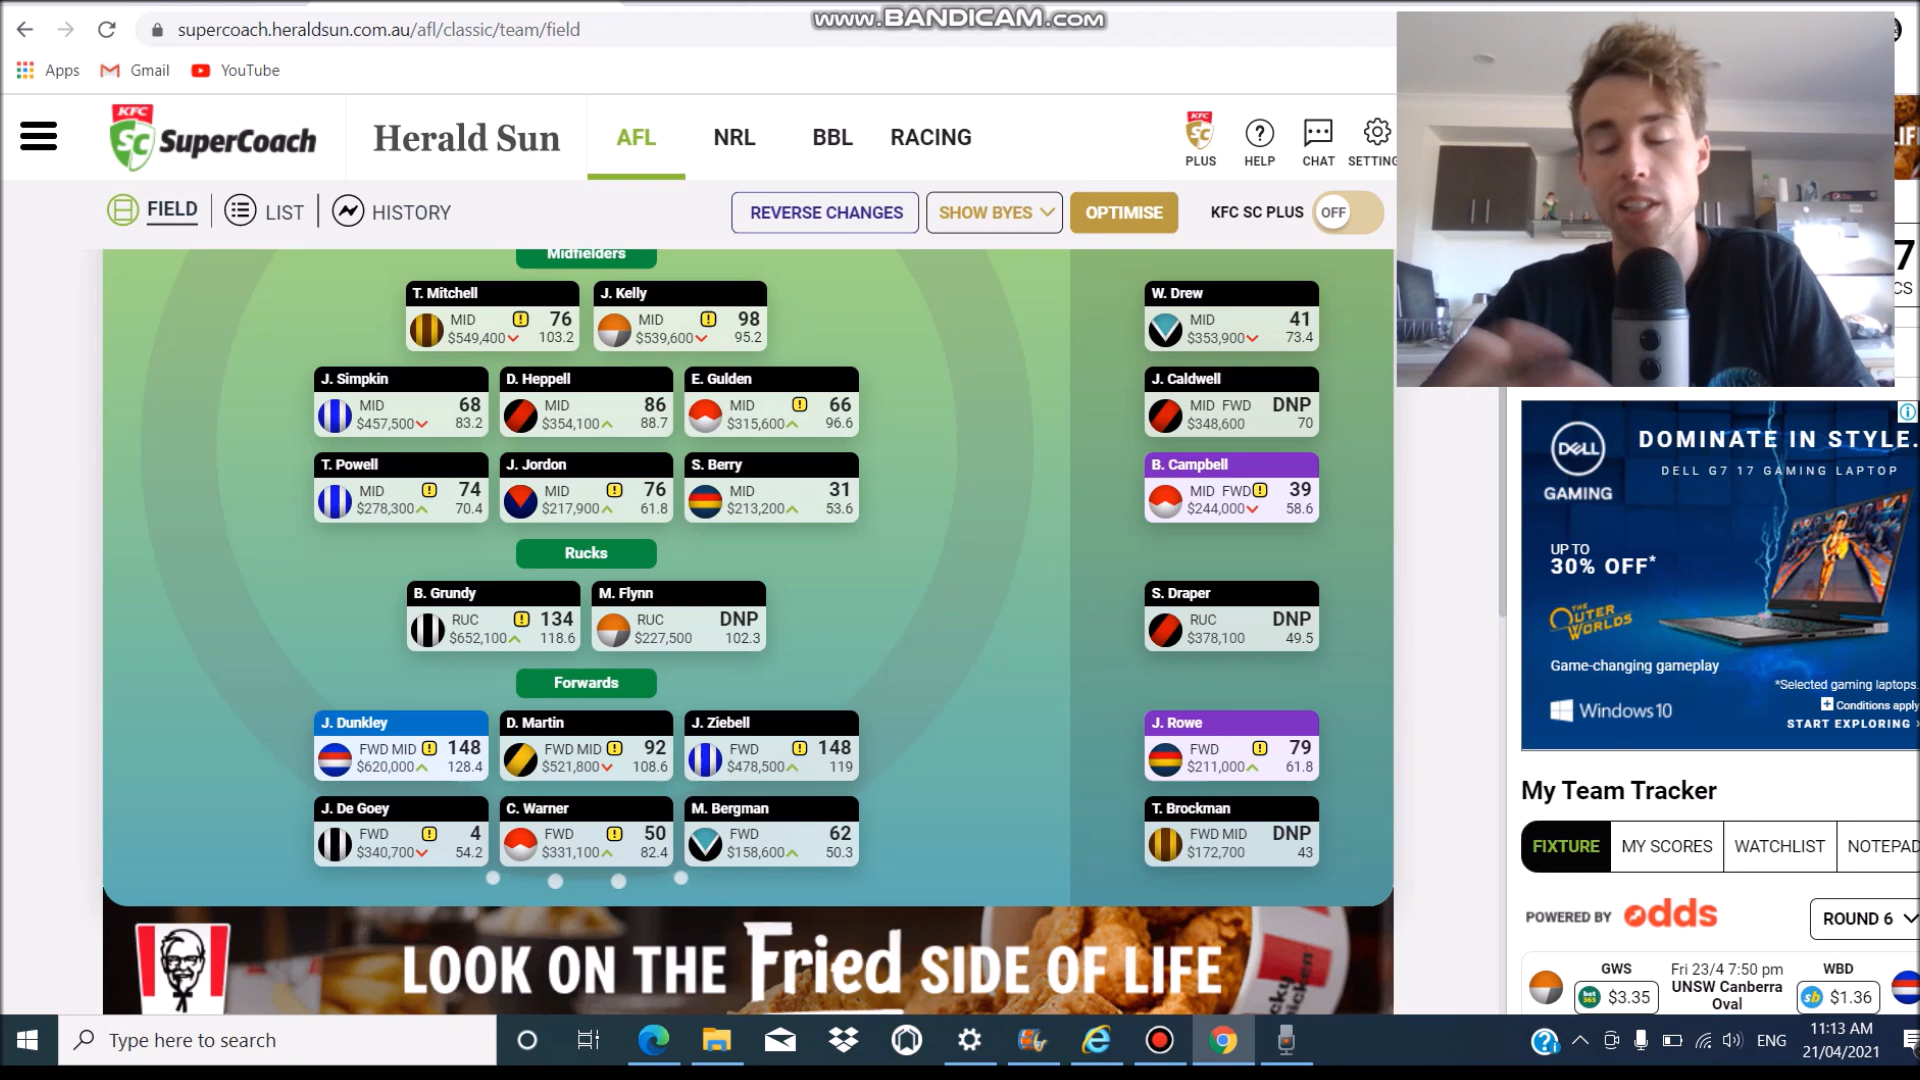 www.BANDICAM.com
supercoach.heraldsun.com.au/afl/classic/team/field
Apps
Gmail
YouTube
KFC
SC
SuperCoach
Herald Sun
AFL
NRL
BBL
RACING
KFC
SC
PLUS
HELP
CHAT
SETTING
FIELD
LIST
HISTORY
REVERSE CHANGES
SHOW BYES
OPTIMISE
KFC SC PLUS
OFF
Midfielders
T. Mitchell
MID 76
$549,400 103.2
J. Kelly
MID 98
$539,600 95.2
W. Drew
MID 41
$353,900 73.4
J. Simpkin
MID 68
$457,500 83.2
D. Heppell
MID 86
$354,100 88.7
E. Gulden
MID 66
$315,600 96.6
J. Caldwell
MID FWD DNP
$348,600 70
T. Powell
MID 74
$278,300 70.4
J. Jordon
MID 76
$217,900 61.8
S. Berry
MID 31
$213,200 53.6
B. Campbell
MID FWD 39
$244,000 58.6
Rucks
B. Grundy
RUC 134
$652,100 118.6
M. Flynn
RUC DNP
$227,500 102.3
S. Draper
RUC DNP
$378,100 49.5
Forwards
J. Dunkley
FWD MID 148
$620,000 128.4
D. Martin
FWD MID 92
$521,800 108.6
J. Ziebell
FWD 148
$478,500 119
J. Rowe
FWD 79
$211,000 61.8
J. De Goey
FWD 4
$340,700 54.2
C. Warner
FWD 50
$331,100 82.4
M. Bergman
FWD 62
$158,600 50.3
T. Brockman
FWD MID DNP
$172,700 43
KFC
LOOK ON THE Fried SIDE OF LIFE
7
CS
DELL
GAMING
DOMINATE IN STYLE.
DELL G7 17 GAMING LAPTOP
UP TO
30% OFF*
THE
OUTER
WORLDS
Game-changing gameplay
Windows 10
*Selected gaming laptops.
Conditions apply
START EXPLORING
My Team Tracker
FIXTURE
MY SCORES
WATCHLIST
NOTEPAD
POWERED BY odds
ROUND 6
GWS
bet365 $3.35
Fri 23/4 7:50 pm
UNSW Canberra
Oval
WBD
sb $1.36
Type here to search
ENG
11:13 AM
21/04/2021